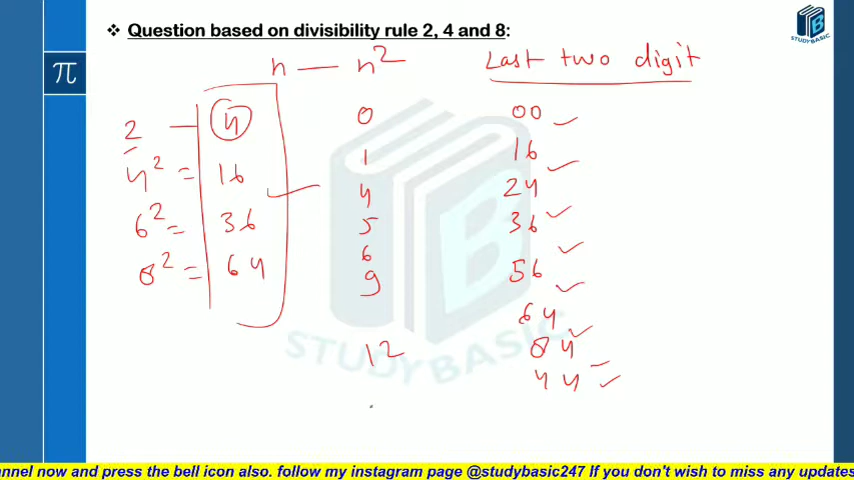 ❖ Question based on divisibility rule 2, 4 and 8:
STUDYBASIC
π
n — n²
Last two digit
2 — 4
4² = 16
6² = 36
8² = 64
0
1
4
5
6
9
12
00
16
24
36
56
64
84
44
STUDYBASIC
annel now and press the bell icon also. follow my instagram page @studybasic247 If you don't wish to miss any updates